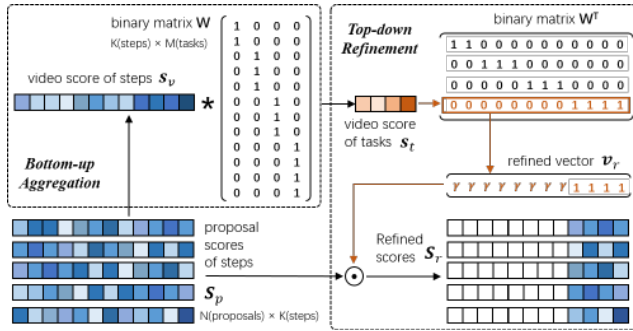 binary matrix W
K(steps) × M(tasks)
1 0 0 0
1 0 0 0
0 1 0 0
0 1 0 0
0 1 0 0
0 0 1 0
0 0 1 0
0 0 1 0
0 0 0 1
0 0 0 1
0 0 0 1
0 0 0 1
video score of steps s_v
*
Bottom-up
Aggregation
proposal
scores
of steps
S_p
N(proposals) × K(steps)
Top-down
Refinement
binary matrix Wᵀ
1 1 0 0 0 0 0 0 0 0 0 0
0 0 1 1 1 0 0 0 0 0 0 0
0 0 0 0 0 1 1 1 0 0 0 0
0 0 0 0 0 0 0 0 1 1 1 1
video score
of tasks s_t
refined vector v_r
γ γ γ γ γ γ γ γ 1 1 1 1
Refined
scores S_r